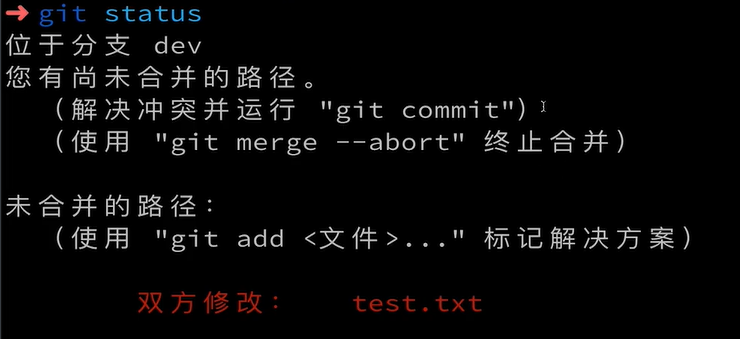 ➜ git status
位于分支 dev
您有尚未合并的路径。
（解决冲突并运行 "git commit"）
（使用 "git merge --abort" 终止合并）
未合并的路径：
（使用 "git add <文件>..." 标记解决方案）
双方修改： test.txt